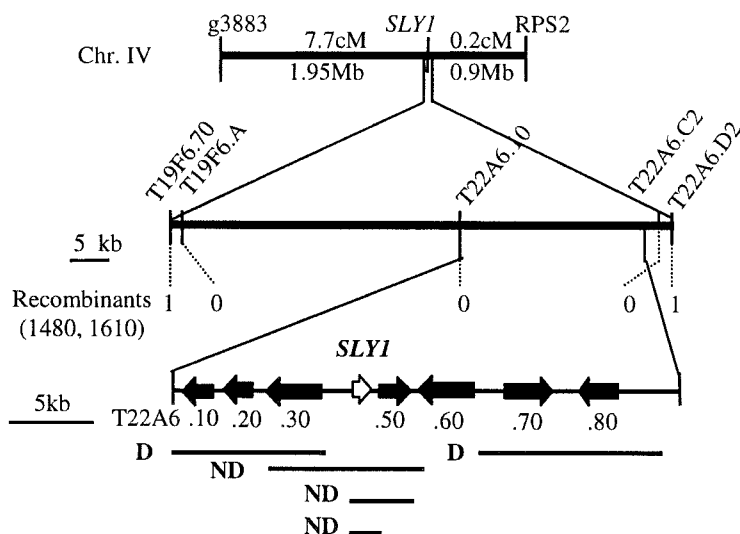 g3883 SLY1 RPS2
7.7cM 0.2cM
Chr. IV
1.95Mb 0.9Mb
T19F6.70
T19F6.A
T22A6.10
T22A6.C2
T22A6.D2
5 kb
Recombinants 1 0 0 0 1
(1480, 1610)
SLY1
5kb
T22A6 .10 .20 .30 .50 .60 .70 .80
D D
ND
ND
ND